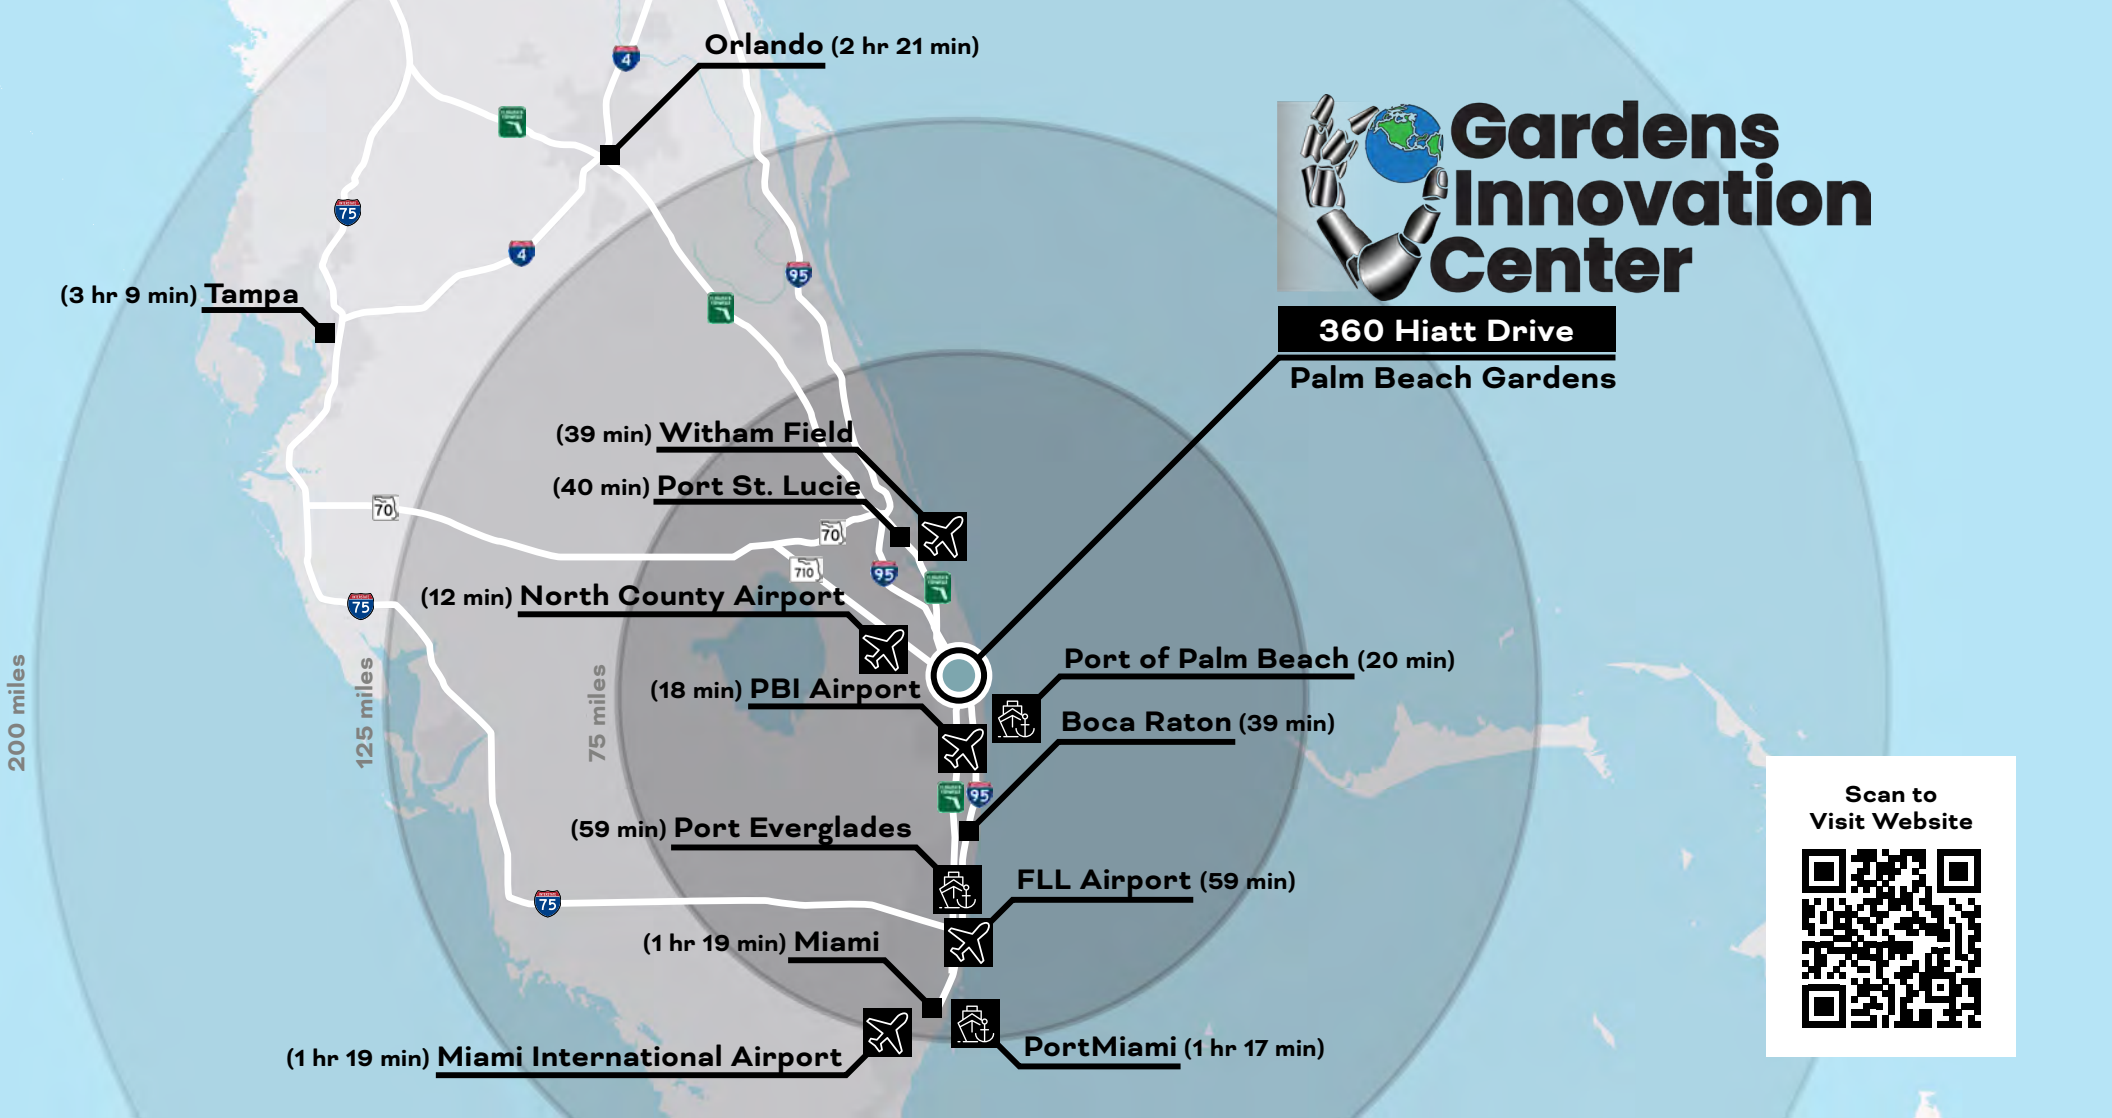 Orlando (2 hr 21 min)
4
Gardens
Innovation
Center
75
4
95
(3 hr 9 min) Tampa
360 Hiatt Drive
Palm Beach Gardens
(39 min) Witham Field
(40 min) Port St. Lucie
70
70
710
95
(12 min) North County Airport
75
Port of Palm Beach (20 min)
(18 min) PBI Airport
Boca Raton (39 min)
200 miles
125 miles
75 miles
95
Scan to
Visit Website
(59 min) Port Everglades
FLL Airport (59 min)
75
(1 hr 19 min) Miami
(1 hr 19 min) Miami International Airport
PortMiami (1 hr 17 min)